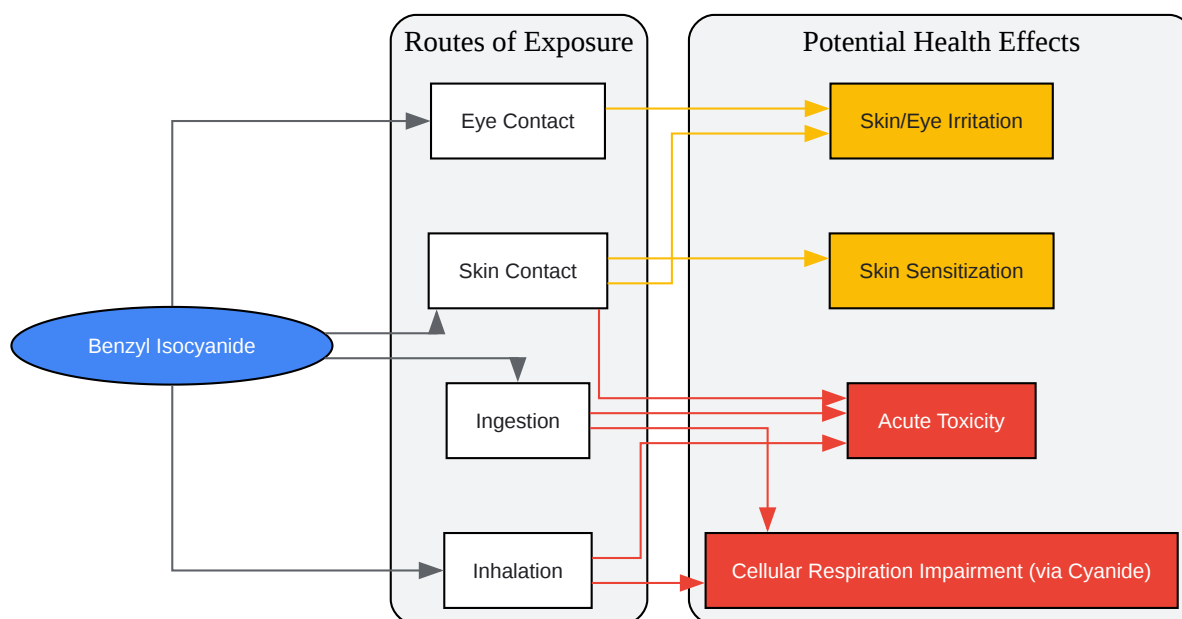 Routes of Exposure
Potential Health Effects
Eye Contact
Skin/Eye Irritation
Skin Contact
Skin Sensitization
Benzyl Isocyanide
Ingestion
Acute Toxicity
Inhalation
Cellular Respiration Impairment (via Cyanide)